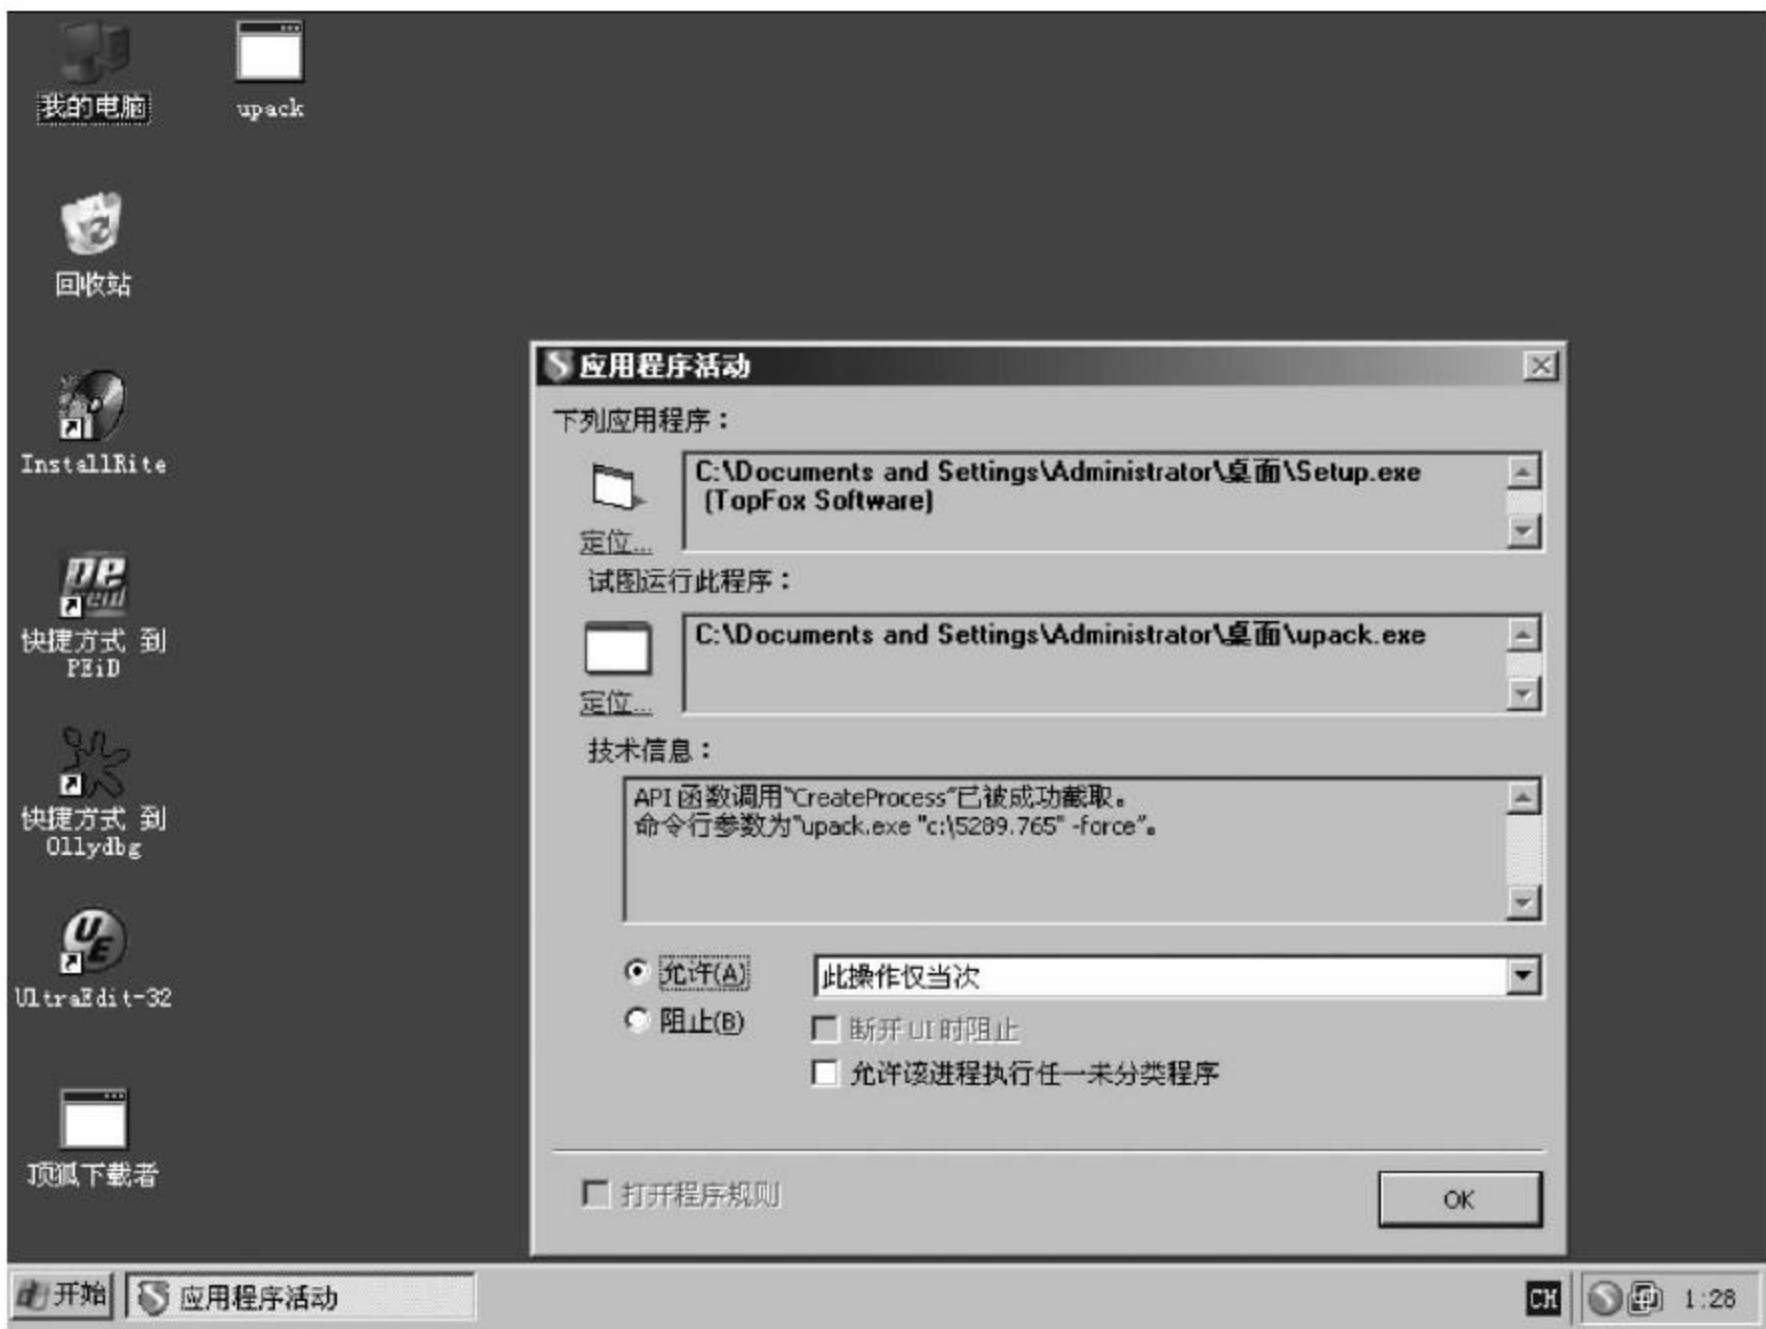 我的电脑
upack
回收站
InstallRite
快捷方式 到
PEiD
快捷方式 到
Ollydbg
UltraEdit-32
顶狐下载者
应用程序活动
下列应用程序：
C:\Documents and Settings\Administrator\桌面\Setup.exe
(TopFox Software)
定位...
试图运行此程序：
C:\Documents and Settings\Administrator\桌面\upack.exe
定位...
技术信息：
API 函数调用"CreateProcess"已被成功截取。
命令行参数为"upack.exe "c:\5289.765" -force"。
允许(A)
此操作仅当次
阻止(B)
断开 UI 时阻止
允许该进程执行任一未分类程序
打开程序规则
OK
开始
应用程序活动
CH
1:28